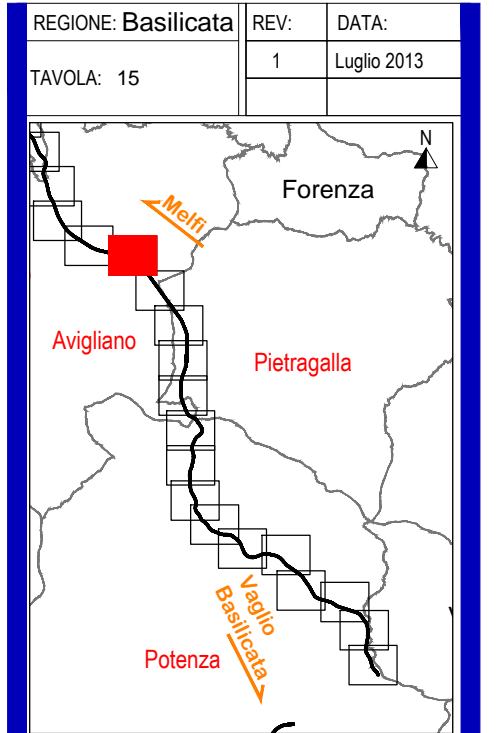 REGIONE: Basilicata
REV:
DATA:
TAVOLA: 15
1
Luglio 2013
N
Forenza
Melfi
Avigliano
Pietragalla
Vaglio
Basilicata
Potenza